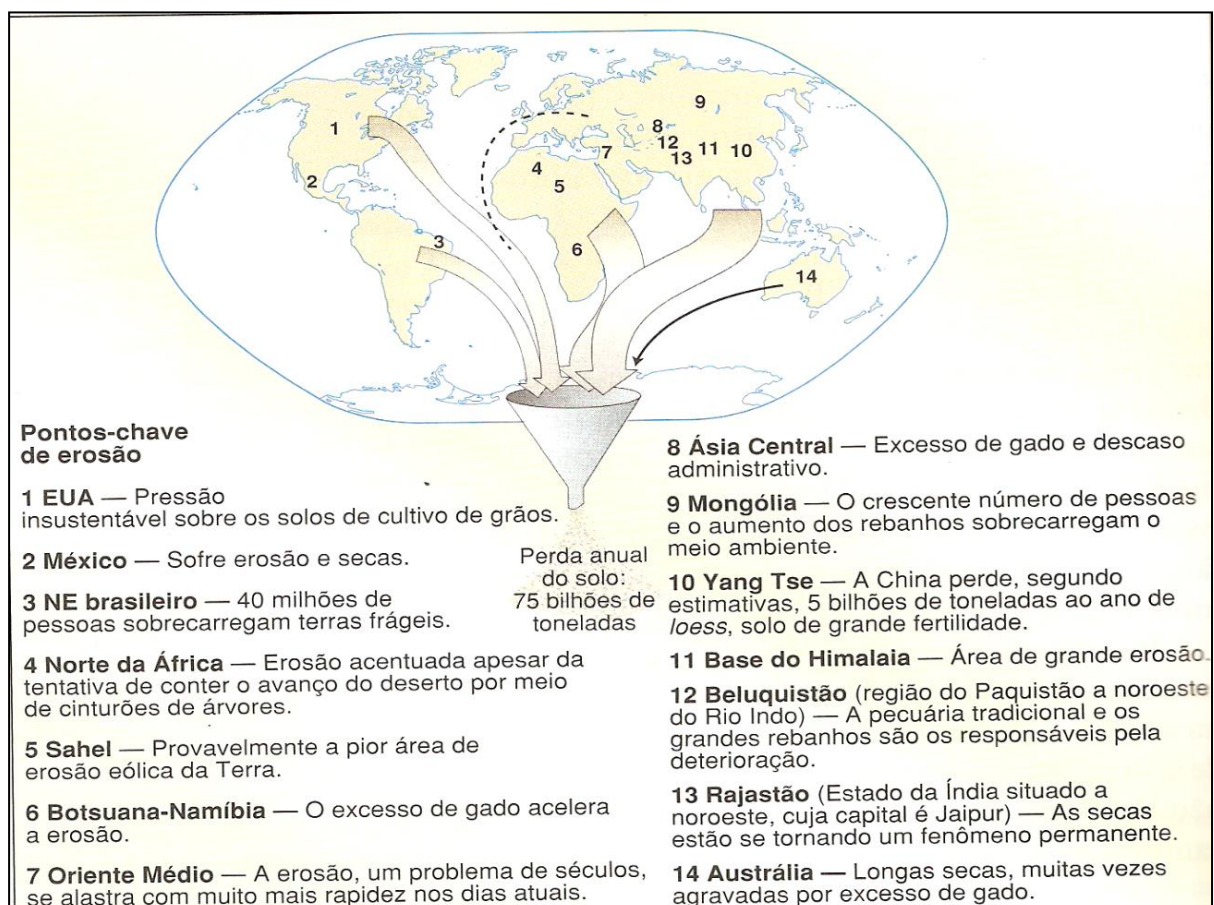 1
2
3
4
5
6
7
8
9
10
11
12
13
14
Pontos-chave
de erosão
1 EUA — Pressão
insustentável sobre os solos de cultivo de grãos.
2 México — Sofre erosão e secas.
3 NE brasileiro — 40 milhões de
pessoas sobrecarregam terras frágeis.
4 Norte da África — Erosão acentuada apesar da
tentativa de conter o avanço do deserto por meio
de cinturões de árvores.
5 Sahel — Provavelmente a pior área de
erosão eólica da Terra.
6 Botsuana-Namíbia — O excesso de gado acelera
a erosão.
7 Oriente Médio — A erosão, um problema de séculos,
se alastra com muito mais rapidez nos dias atuais.
Perda anual
do solo:
75 bilhões de
toneladas
8 Ásia Central — Excesso de gado e descaso
administrativo.
9 Mongólia — O crescente número de pessoas
e o aumento dos rebanhos sobrecarregam o
meio ambiente.
10 Yang Tse — A China perde, segundo
estimativas, 5 bilhões de toneladas ao ano de
loess, solo de grande fertilidade.
11 Base do Himalaia — Área de grande erosão.
12 Beluquistão (região do Paquistão a noroeste
do Rio Indo) — A pecuária tradicional e os
grandes rebanhos são os responsáveis pela
deterioração.
13 Rajastão (Estado da Índia situado a
noroeste, cuja capital é Jaipur) — As secas
estão se tornando um fenômeno permanente.
14 Austrália — Longas secas, muitas vezes
agravadas por excesso de gado.